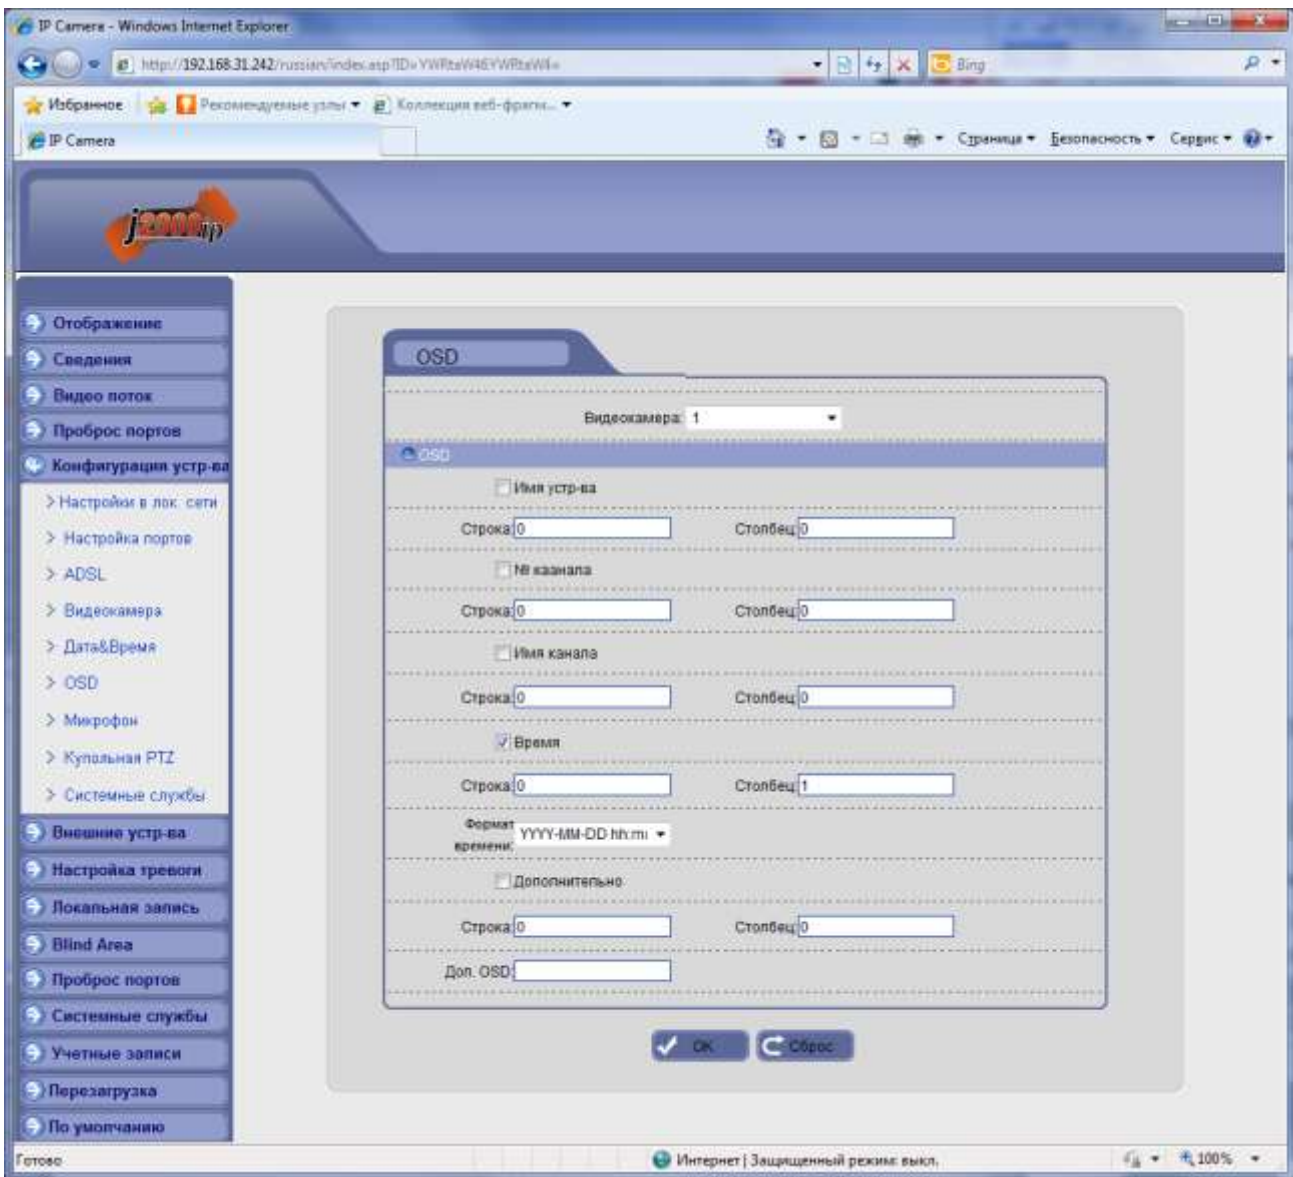 IP Camera - Windows Internet Explorer
http://192.168.31.242/russian/index.asp?ID=YWRtaW46YWRtaW4=
Bing
Избранное
Рекомендуемые узлы
Коллекция веб-фрагм...
IP Camera
Страница
Безопасность
Сервис
j2000ip
Отображение
Сведения
Видео поток
Проброс портов
Конфигурация устр-ва
> Настройки в лок. сети
> Настройка портов
> ADSL
> Видеокамера
> Дата&Время
> OSD
> Микрофон
> Купольная PTZ
> Системные службы
Внешние устр-ва
Настройка тревоги
Локальная запись
Blind Area
Проброс портов
Системные службы
Учетные записи
Перезагрузка
По умолчанию
OSD
Видеокамера: 1
OSD
Имя устр-ва
Строка: 0 Столбец: 0
№ каанала
Строка: 0 Столбец: 0
Имя канала
Строка: 0 Столбец: 0
Время
Строка: 0 Столбец: 1
Формат времени: YYYY-MM-DD hh:mi
Дополнительно
Строка: 0 Столбец: 0
Доп. OSD:
OK
Сброс
Готово
Интернет | Защищенный режим: выкл.
100%